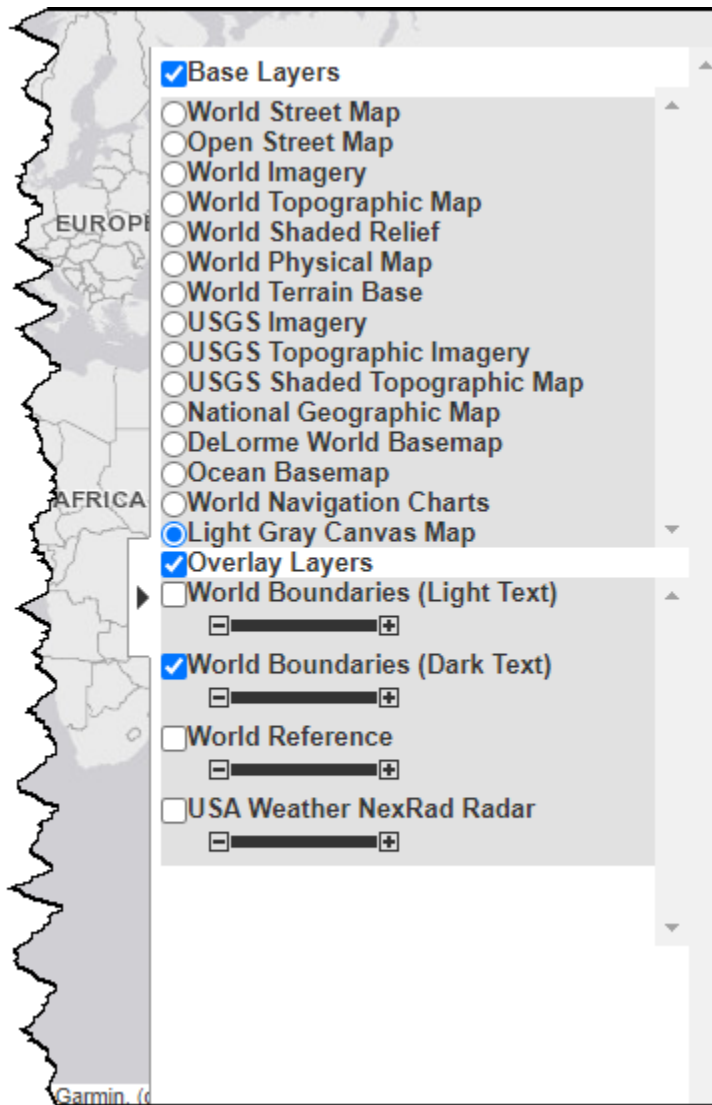 Base Layers
World Street Map
Open Street Map
World Imagery
World Topographic Map
EUROPE
World Shaded Relief
World Physical Map
World Terrain Base
USGS Imagery
USGS Topographic Imagery
USGS Shaded Topographic Map
National Geographic Map
DeLorme World Basemap
Ocean Basemap
AFRICA
World Navigation Charts
Light Gray Canvas Map
Overlay Layers
World Boundaries (Light Text)
World Boundaries (Dark Text)
World Reference
USA Weather NexRad Radar
Garmin, (c